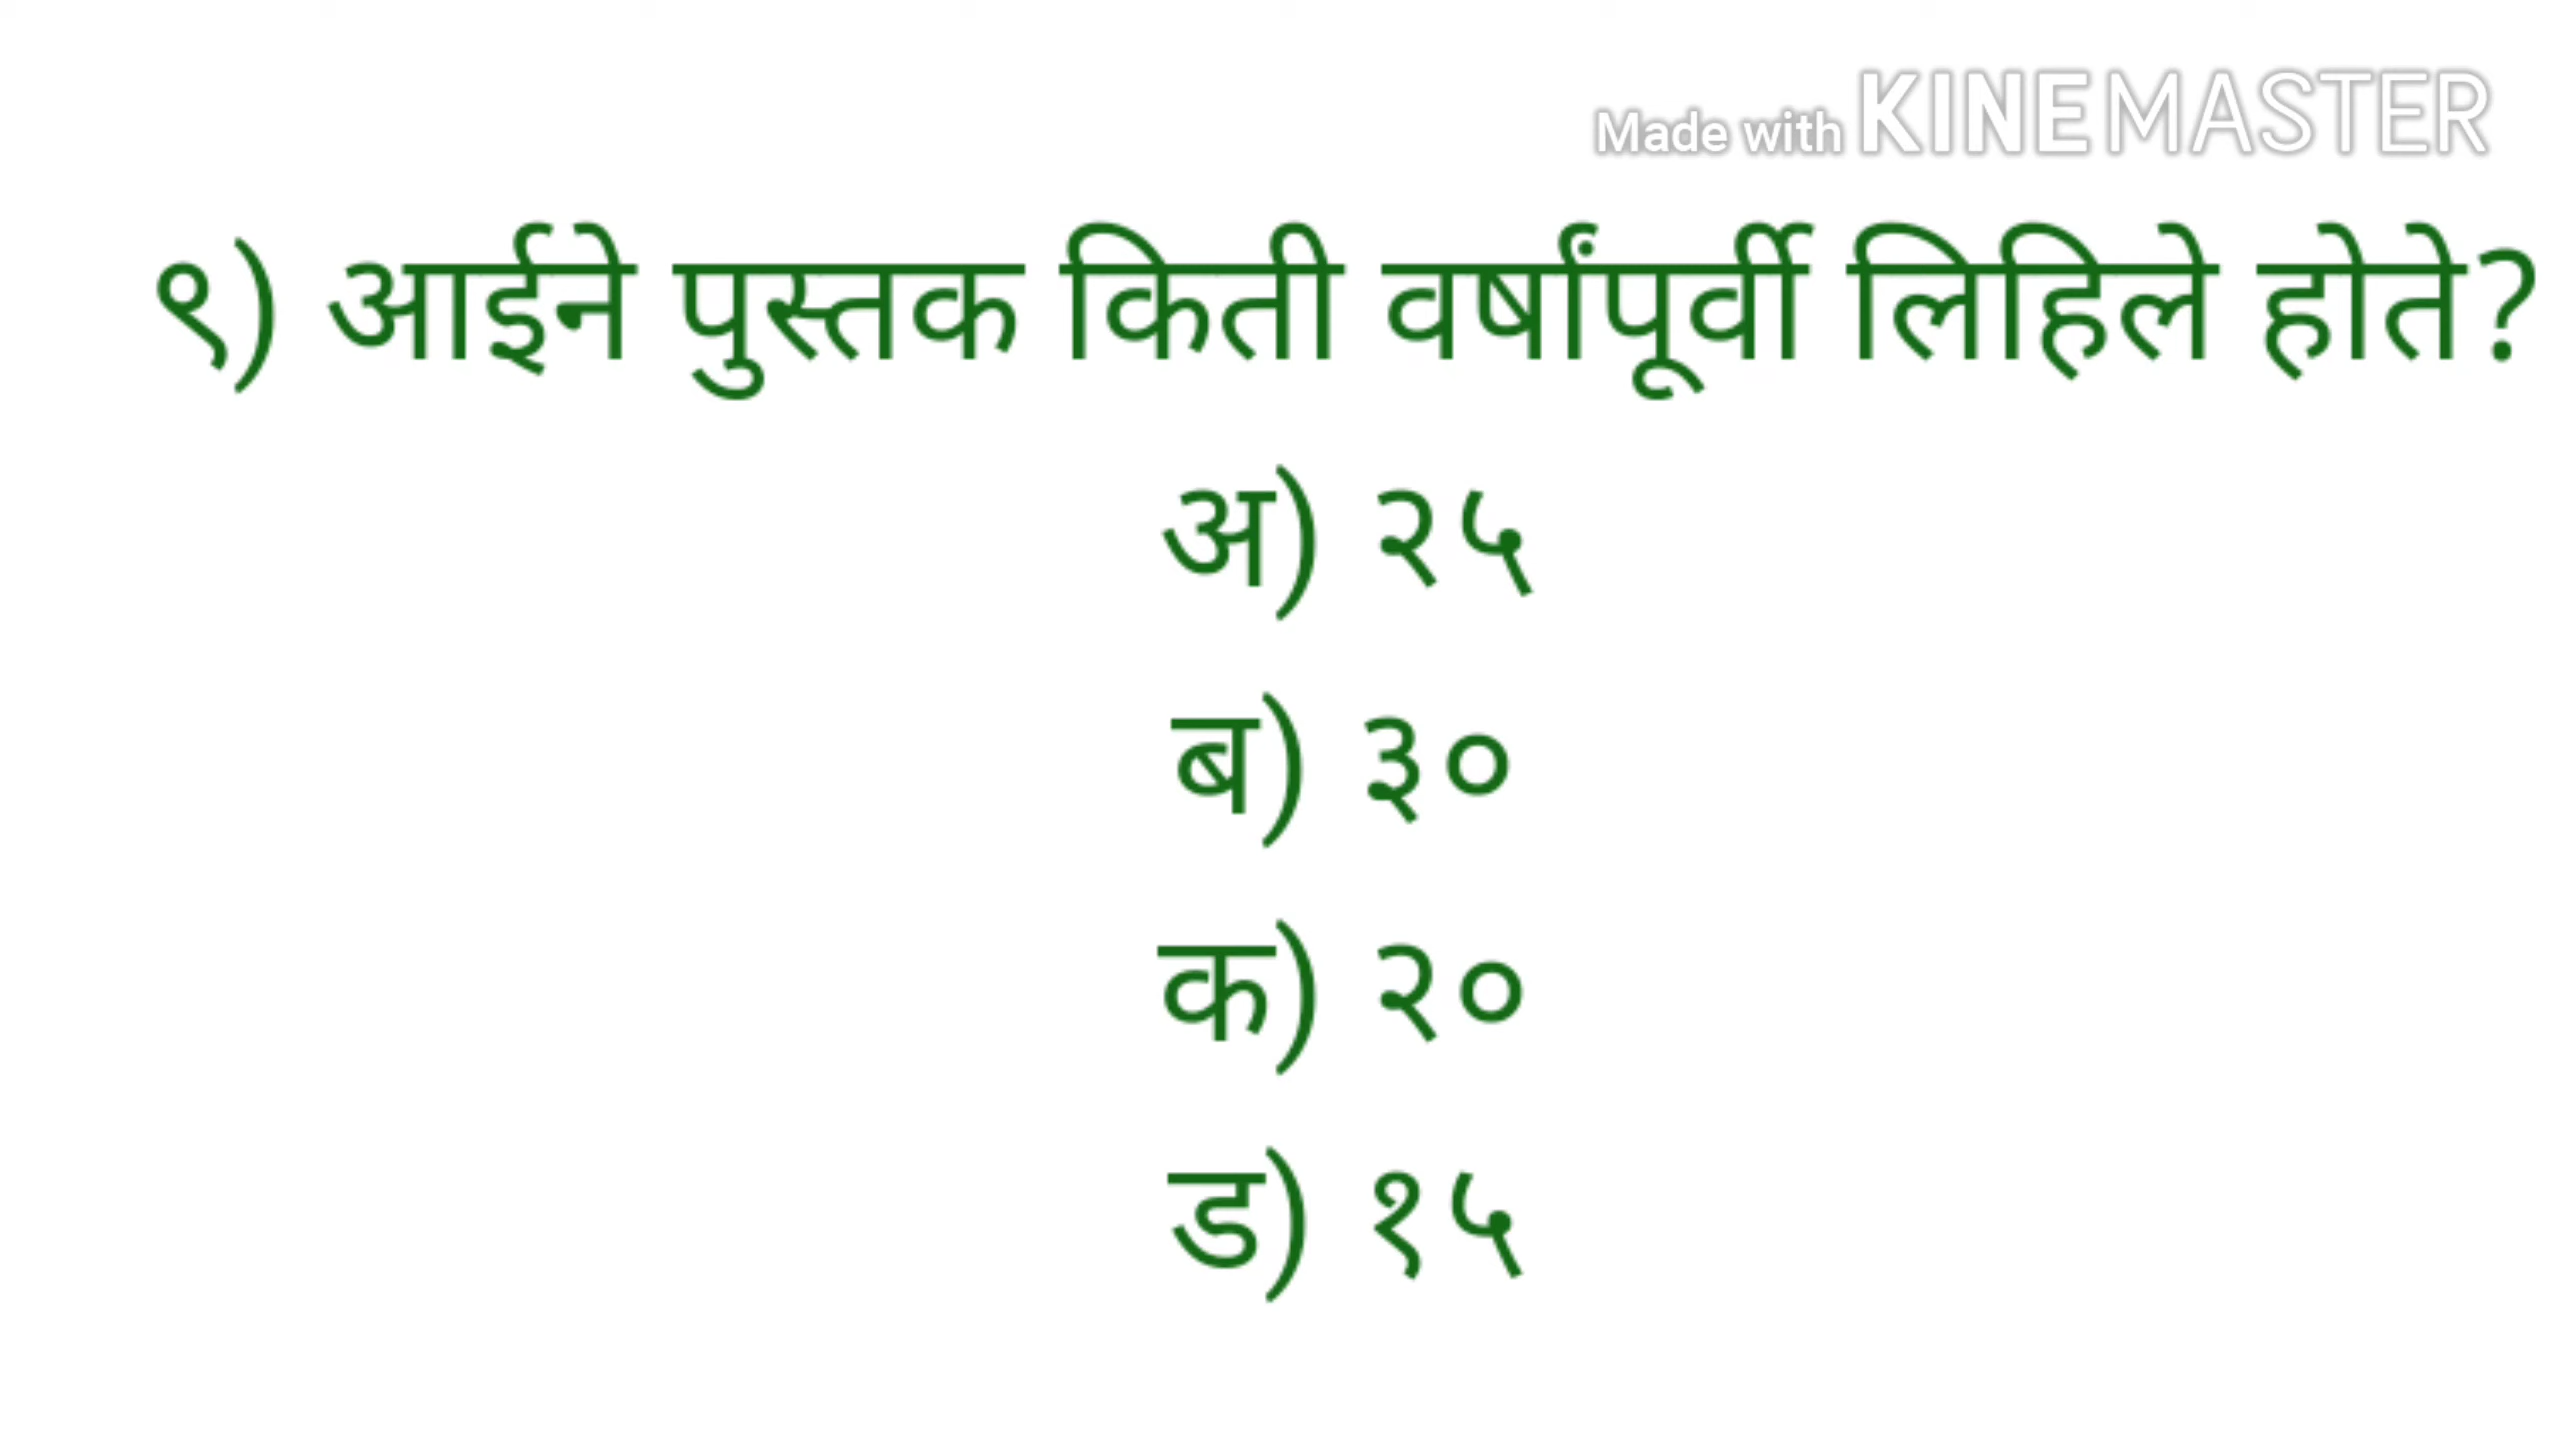 Made with KINEMASTER
९) आईने पुस्तक किती वर्षांपूर्वी लिहिले होते?
अ) २५
ब) ३०
क) २०
ड) १५